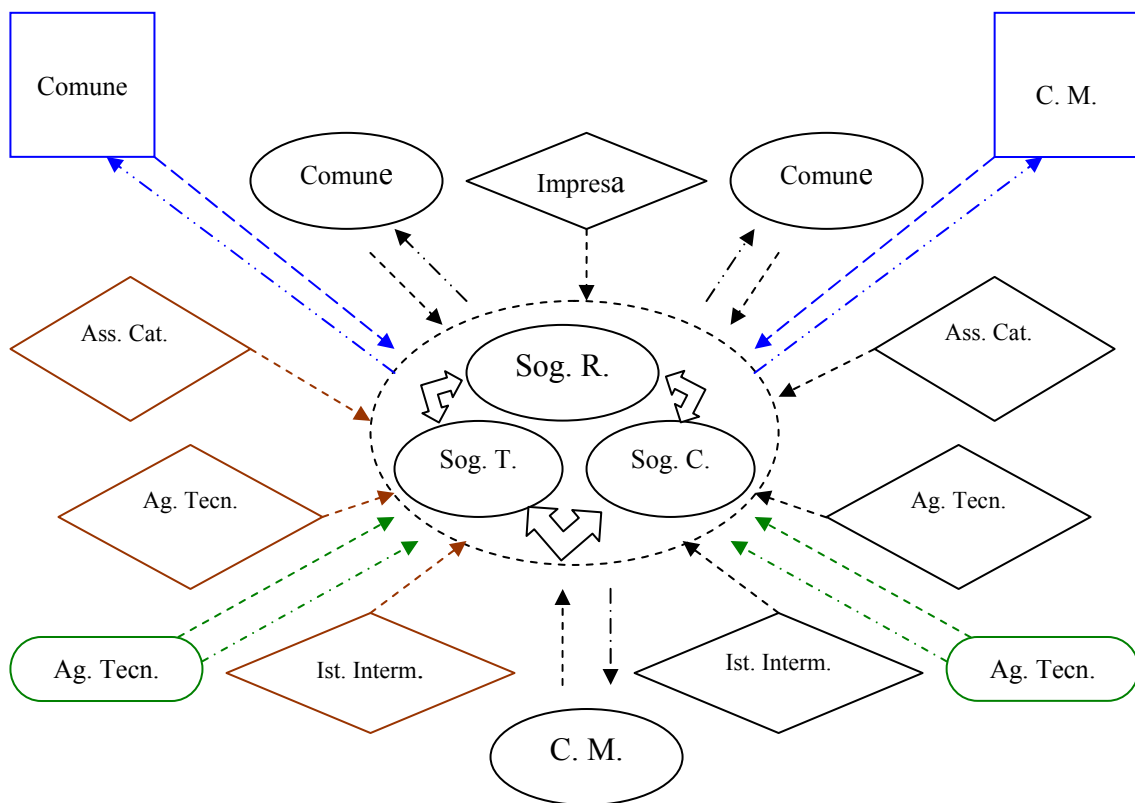 Comune
C. M.
Comune
Impresa
Comune
Ass. Cat.
Ass. Cat.
Sog. R.
Sog. T.
Sog. C.
Ag. Tecn.
Ag. Tecn.
Ag. Tecn.
Ist. Interm.
Ist. Interm.
Ag. Tecn.
C. M.